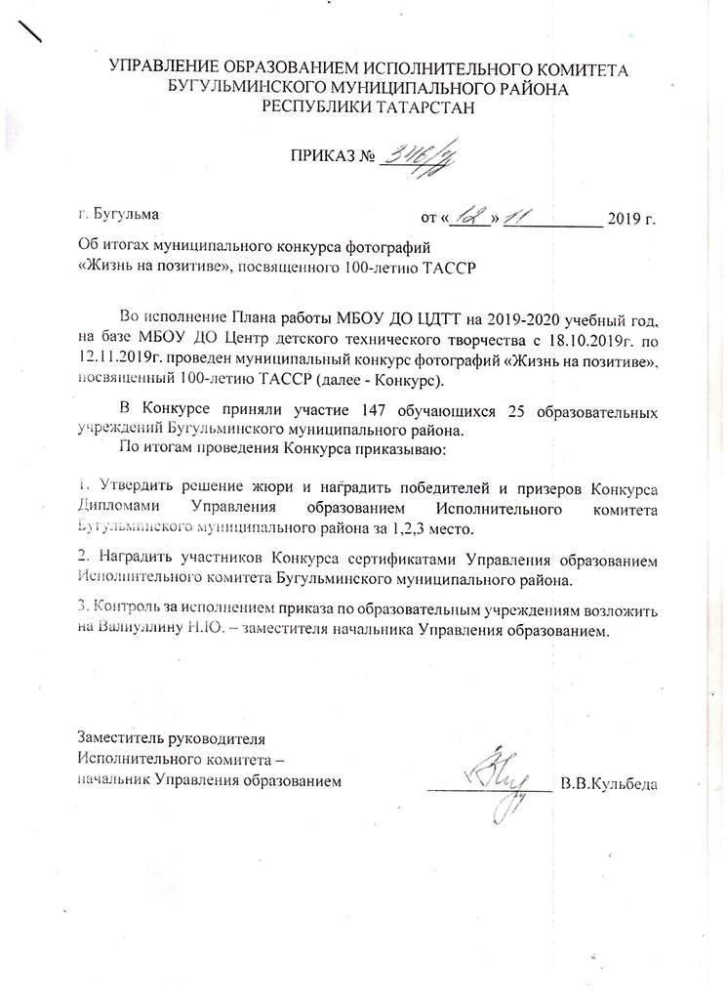 УПРАВЛЕНИЕ ОБРАЗОВАНИЕМ ИСПОЛНИТЕЛЬНОГО КОМИТЕТА
БУГУЛЬМИНСКОГО МУНИЦИПАЛЬНОГО РАЙОНА
РЕСПУБЛИКИ ТАТАРСТАН
ПРИКАЗ № 346/д
г. Бугульма от «12» 11 2019 г.
Об итогах муниципального конкурса фотографий
«Жизнь на позитиве», посвященного 100-летию ТАССР
Во исполнение Плана работы МБОУ ДО ЦДТТ на 2019-2020 учебный год,
на базе МБОУ ДО Центр детского технического творчества с 18.10.2019г. по
12.11.2019г. проведен муниципальный конкурс фотографий «Жизнь на позитиве»,
посвященный 100-летию ТАССР (далее - Конкурс).
В Конкурсе приняли участие 147 обучающихся 25 образовательных
учреждений Бугульминского муниципального района.
По итогам проведения Конкурса приказываю:
1. Утвердить решение жюри и наградить победителей и призеров Конкурса
Дипломами Управления образованием Исполнительного комитета
Бугульминского муниципального района за 1,2,3 место.
2. Наградить участников Конкурса сертификатами Управления образованием
Исполнительного комитета Бугульминского муниципального района.
3. Контроль за исполнением приказа по образовательным учреждениям возложить
на Валиуллину Н.Ю. – заместителя начальника Управления образованием.
Заместитель руководителя
Исполнительного комитета –
начальник Управления образованием В.В.Кульбеда